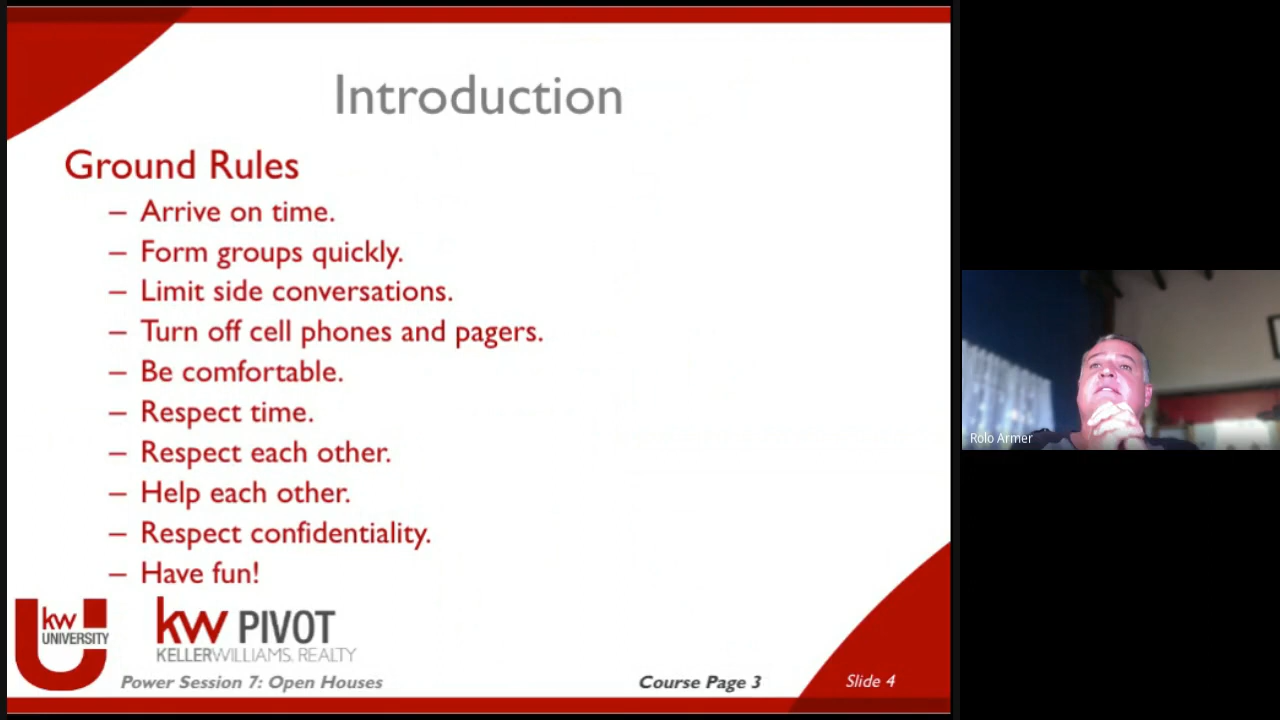 Introduction
Ground Rules
– Arrive on time.
– Form groups quickly.
– Limit side conversations.
– Turn off cell phones and pagers.
– Be comfortable.
– Respect time.
– Respect each other.
– Help each other.
– Respect confidentiality.
– Have fun!
kw
UNIVERSITY
kw PIVOT
KELLERWILLIAMS. REALTY
Power Session 7: Open Houses
Course Page 3
Slide 4
Rolo Armer